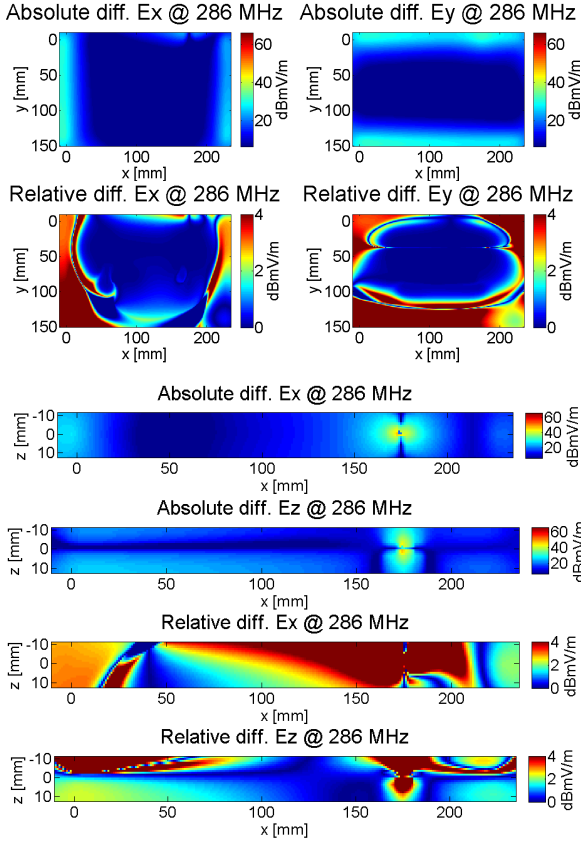 Absolute diff. Ex @ 286 MHz
Absolute diff. Ey @ 286 MHz
y [mm]
0
50
100
150
0 100 200
x [mm]
60
40
20
dBmV/m
y [mm]
0
50
100
150
0 100 200
x [mm]
60
40
20
dBmV/m
Relative diff. Ex @ 286 MHz
Relative diff. Ey @ 286 MHz
y [mm]
0
50
100
150
0 100 200
x [mm]
4
2
0
dBmV/m
y [mm]
0
50
100
150
0 100 200
x [mm]
4
2
0
dBmV/m
Absolute diff. Ex @ 286 MHz
z [mm]
-10
0
10
0 50 100 150 200
x [mm]
60
40
20
dBmV/m
Absolute diff. Ez @ 286 MHz
z [mm]
-10
0
10
0 50 100 150 200
x [mm]
60
40
20
dBmV/m
Relative diff. Ex @ 286 MHz
z [mm]
-10
0
10
0 50 100 150 200
x [mm]
4
2
0
dBmV/m
Relative diff. Ez @ 286 MHz
z [mm]
-10
0
10
0 50 100 150 200
x [mm]
4
2
0
dBmV/m